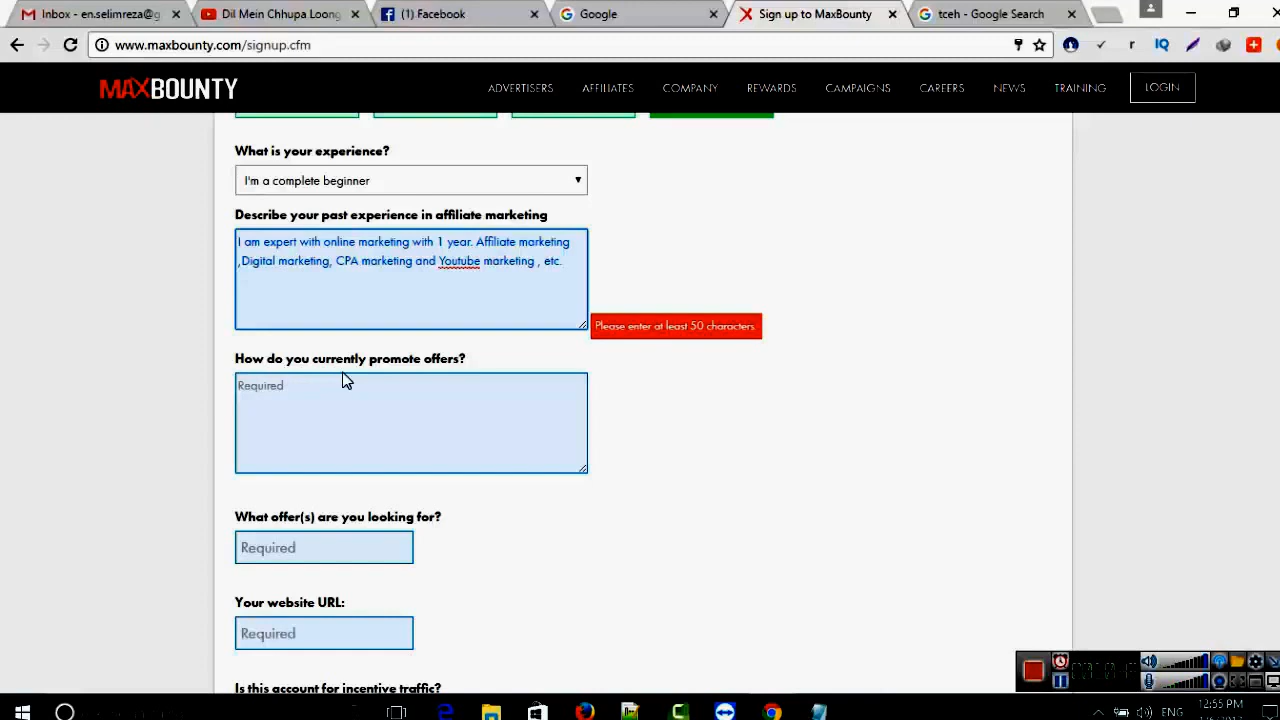 Inbox - en.selimreza@g
Dil Mein Chhupa Loong
(1) Facebook
Google
Sign up to MaxBounty
tceh - Google Search
www.maxbounty.com/signup.cfm
MAXBOUNTY
ADVERTISERS
AFFILIATES
COMPANY
REWARDS
CAMPAIGNS
CAREERS
NEWS
TRAINING
LOGIN
What is your experience?
I'm a complete beginner
Describe your past experience in affiliate marketing
I am expert with online marketing with 1 year. Affiliate marketing
,Digital marketing, CPA marketing and Youtube marketing , etc.
Please enter at least 50 characters.
How do you currently promote offers?
Required
What offer(s) are you looking for?
Required
Your website URL:
Required
Is this account for incentive traffic?
ENG
12:55 PM